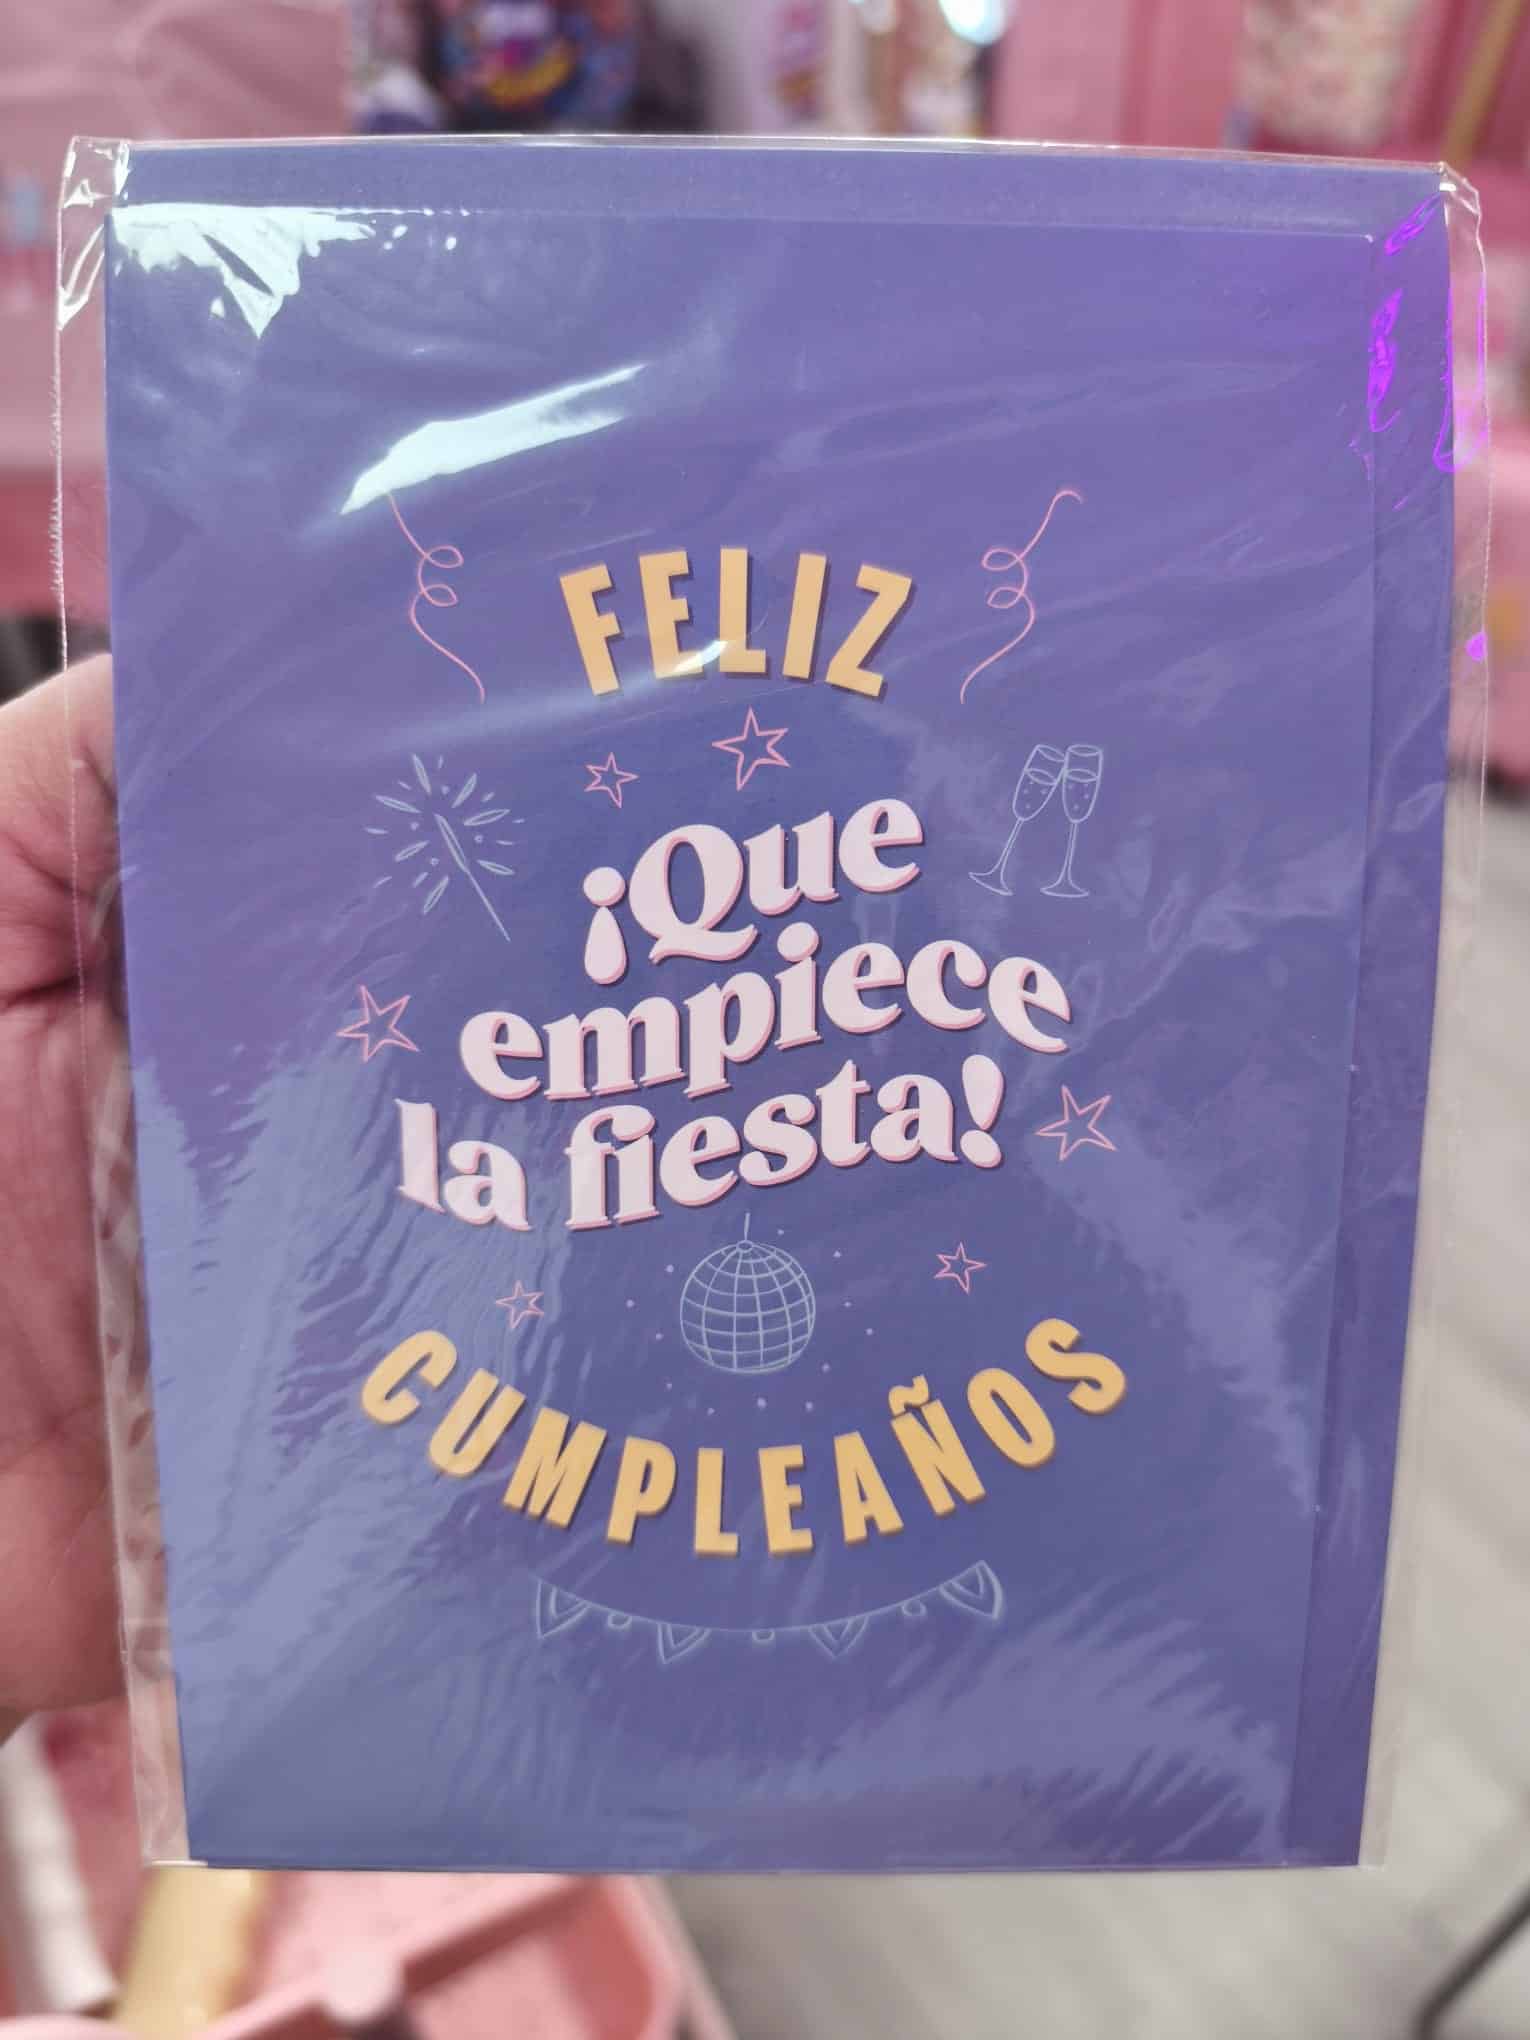 FELIZ
¡Que
empiece
la fiesta!
CUMPLEAÑOS